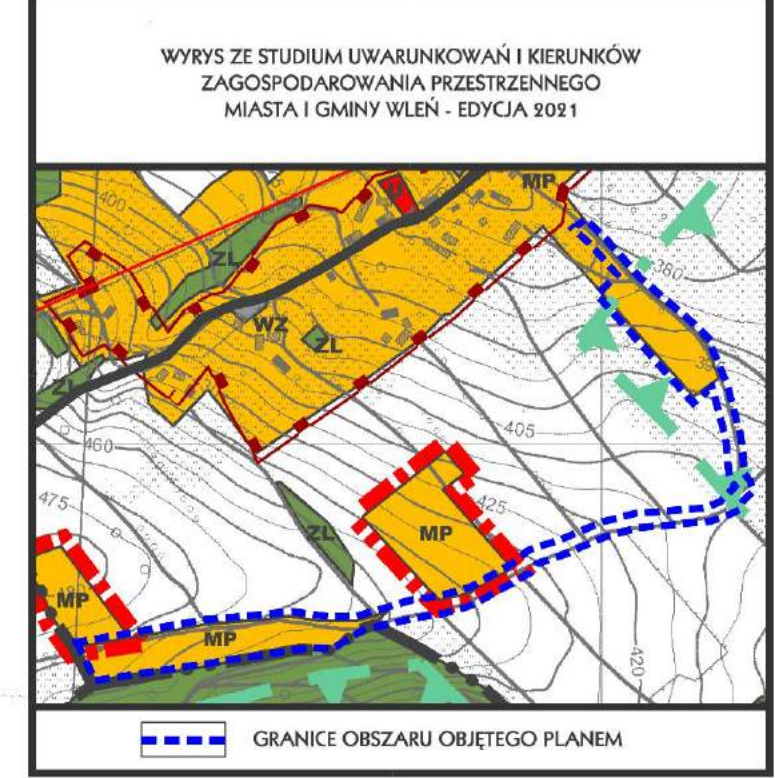 WYRYS ZE STUDIUM UWARUNKOWAŃ I KIERUNKÓW
ZAGOSPODAROWANIA PRZESTRZENNEGO
MIASTA I GMINY WLEŃ - EDYCJA 2021
MP
U
400
ZL
380
WZ
ZL
ZL
405
460
475
425
ZL
MP
MP
MP
420
GRANICE OBSZARU OBJĘTEGO PLANEM